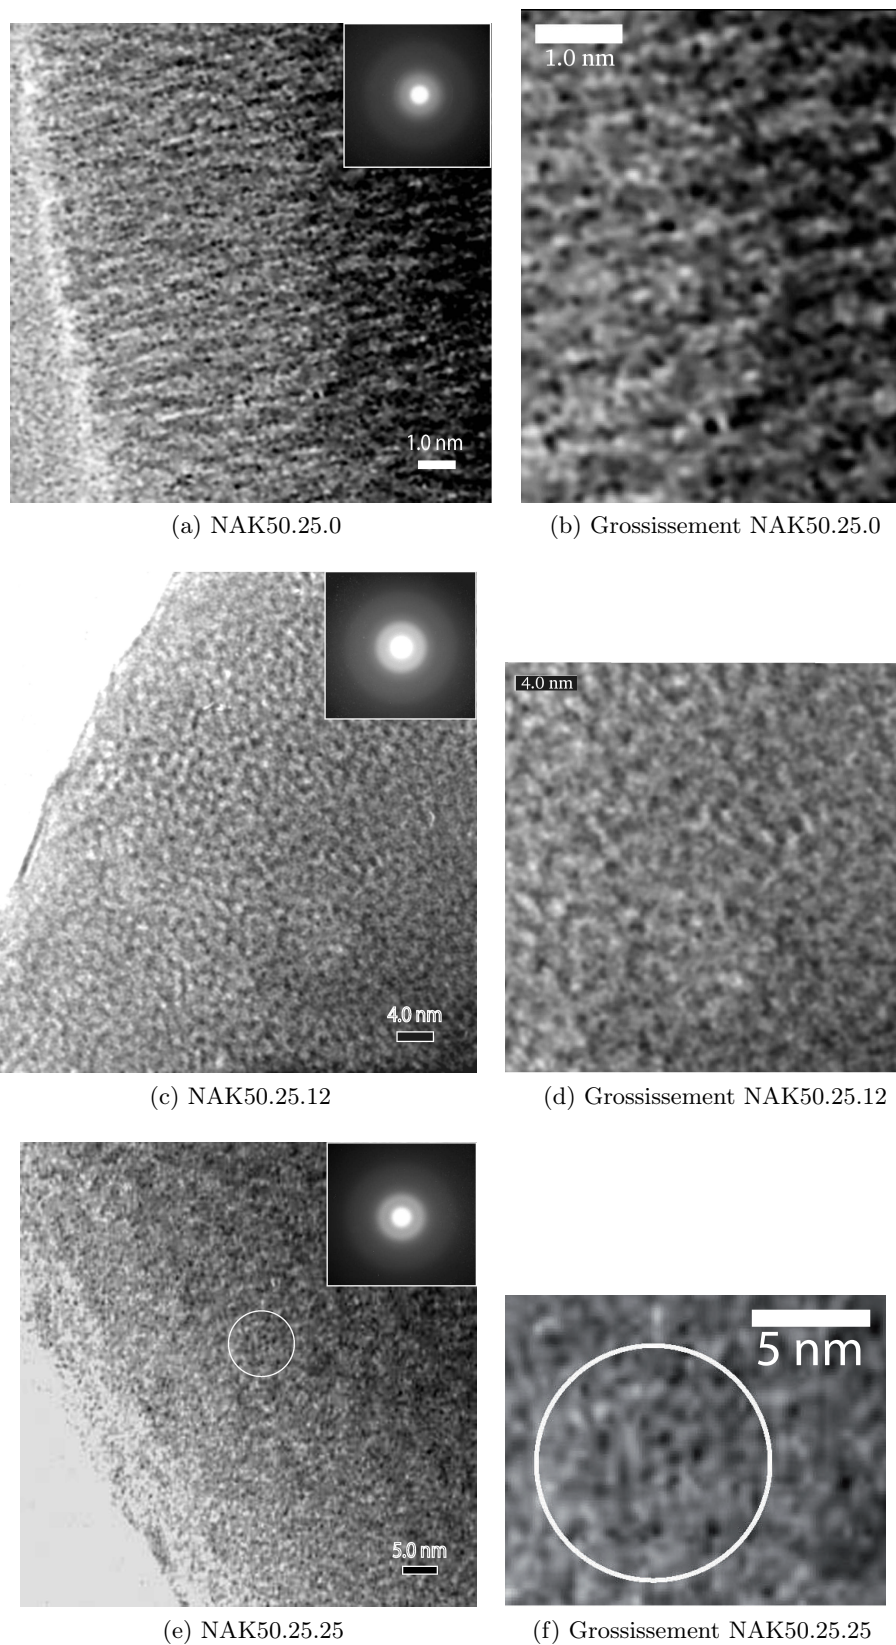 1.0 nm
1.0 nm
(a) NAK50.25.0
(b) Grossissement NAK50.25.0
4.0 nm
4.0 nm
(c) NAK50.25.12
(d) Grossissement NAK50.25.12
5.0 nm
5 nm
(e) NAK50.25.25
(f) Grossissement NAK50.25.25